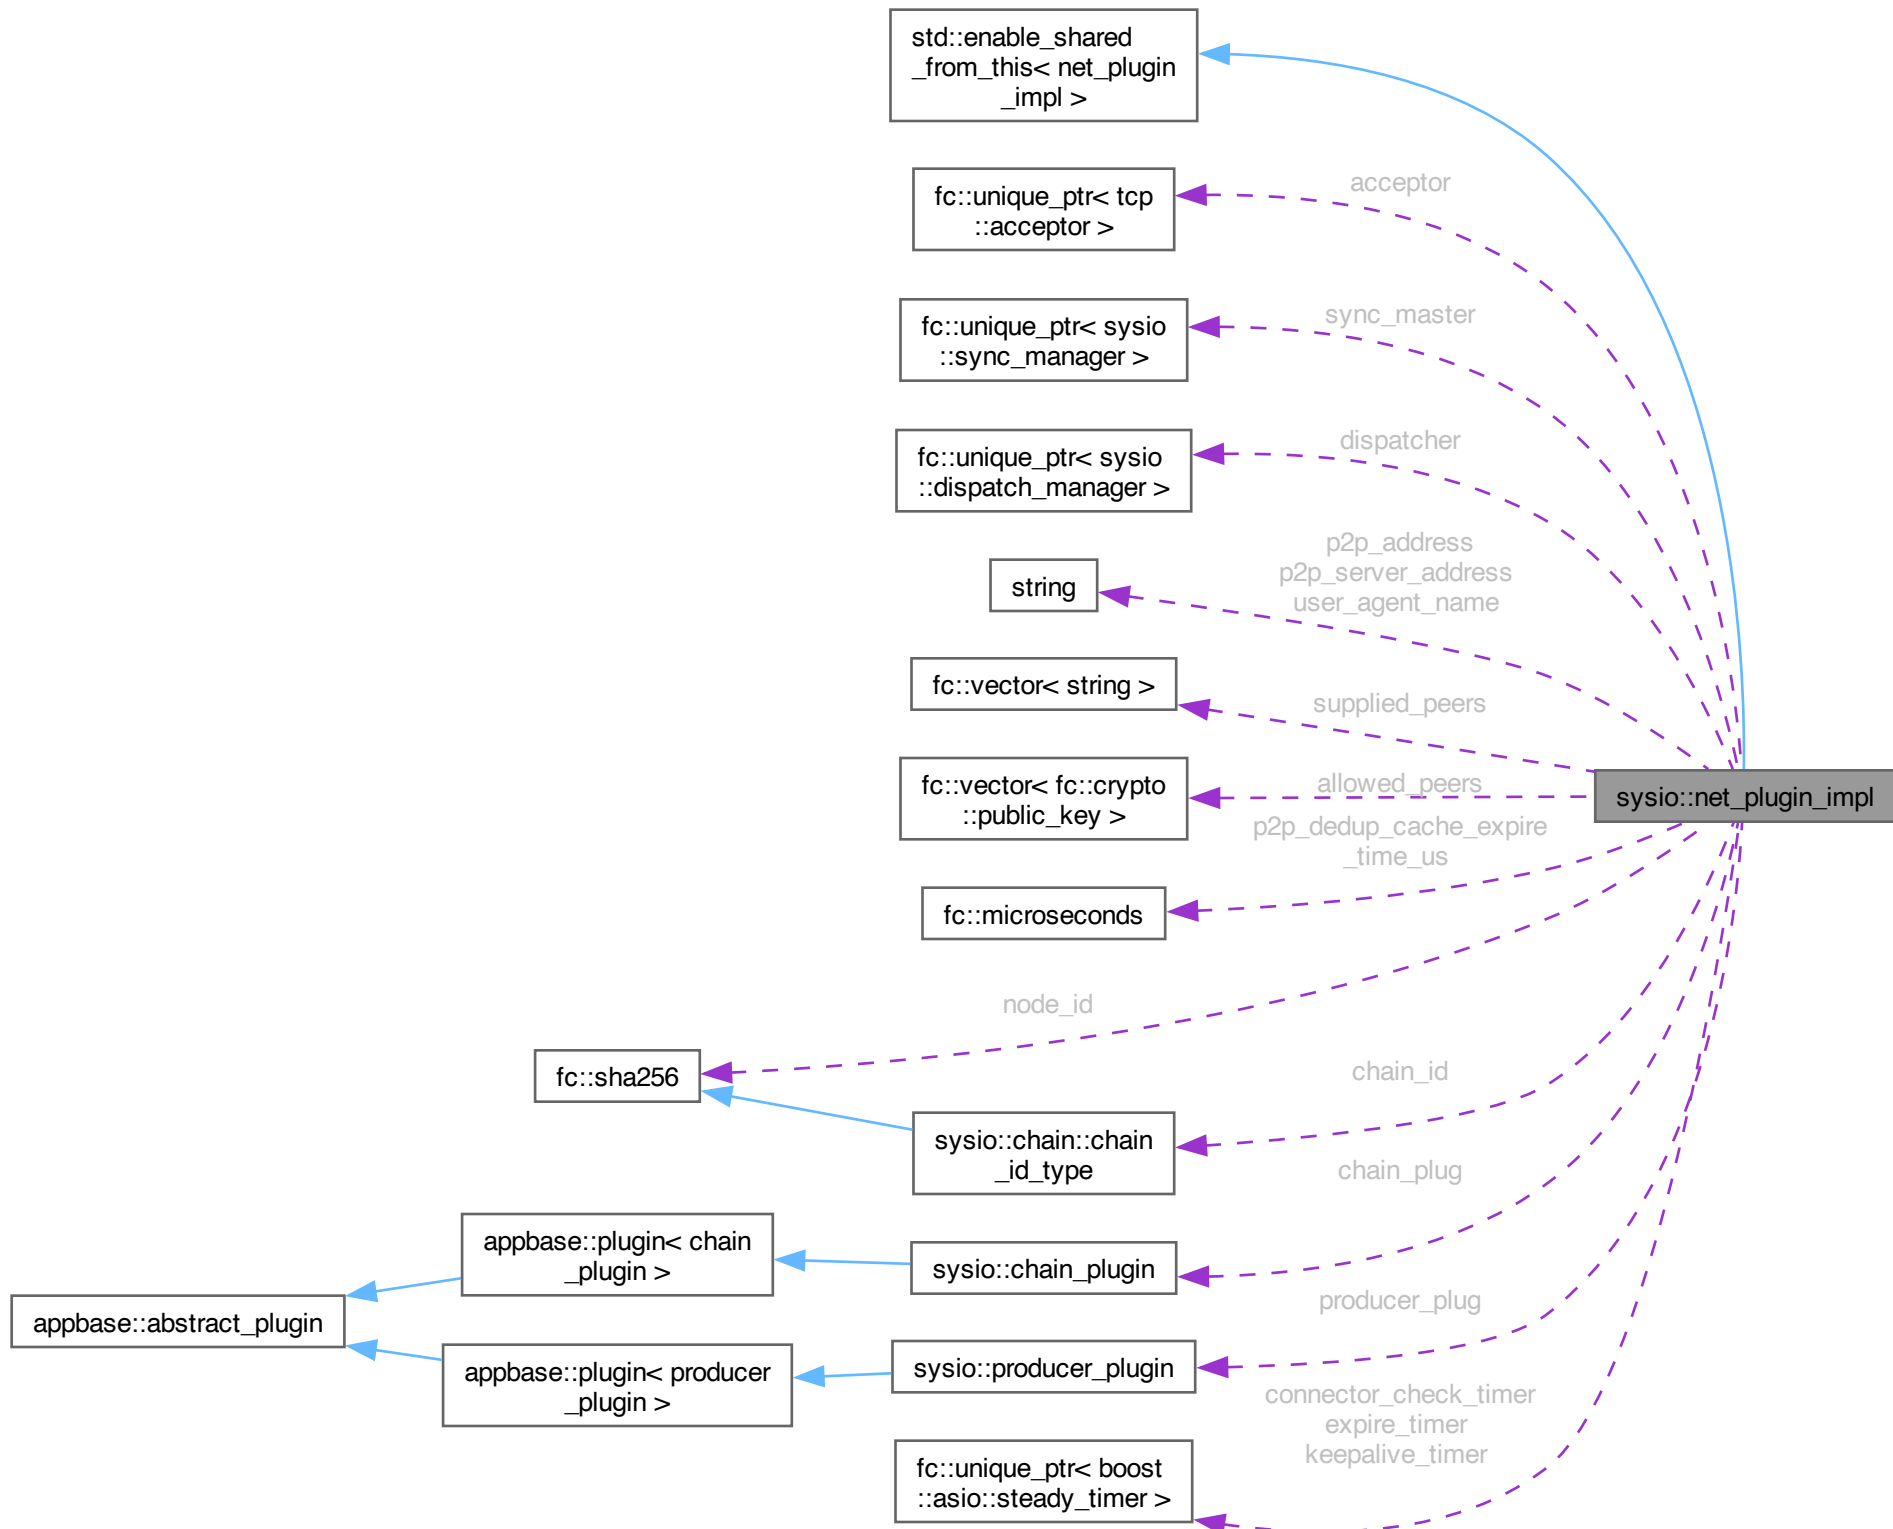 std::enable_shared
_from_this< net_plugin
_impl >
acceptor
fc::unique_ptr< tcp
::acceptor >
sync_master
fc::unique_ptr< sysio
::sync_manager >
dispatcher
fc::unique_ptr< sysio
::dispatch_manager >
p2p_address
p2p_server_address
user_agent_name
string
fc::vector< string >
supplied_peers
allowed_peers
fc::vector< fc::crypto
::public_key >
sysio::net_plugin_impl
p2p_dedup_cache_expire
_time_us
fc::microseconds
node_id
fc::sha256
chain_id
sysio::chain::chain
_id_type
chain_plug
appbase::plugin< chain
_plugin >
sysio::chain_plugin
appbase::abstract_plugin
producer_plug
appbase::plugin< producer
_plugin >
sysio::producer_plugin
connector_check_timer
expire_timer
keepalive_timer
fc::unique_ptr< boost
::asio::steady_timer >